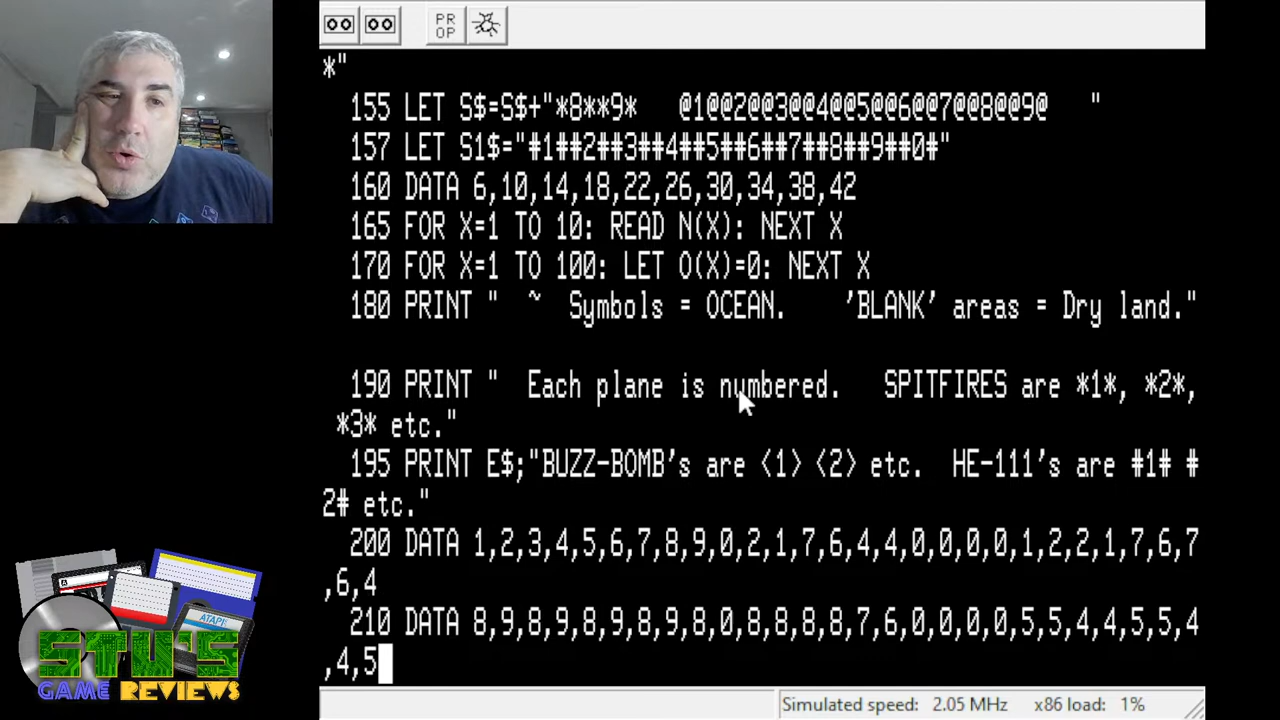 PR
OP
*"
155 LET S$=S$+"*8**9*   @1@@2@@3@@4@@5@@6@@7@@8@@9@   "
157 LET S1$="#1##2##3##4##5##6##7##8##9##0#"
160 DATA 6,10,14,18,22,26,30,34,38,42
165 FOR X=1 TO 10: READ N(X): NEXT X
170 FOR X=1 TO 100: LET O(X)=0: NEXT X
180 PRINT "  ~  Symbols = OCEAN.    'BLANK' areas = Dry land."
190 PRINT "  Each plane is numbered.   SPITFIRES are *1*, *2*,
*3* etc."
195 PRINT E$;"BUZZ-BOMB's are <1> <2> etc.  HE-111's are #1# #
2# etc."
200 DATA 1,2,3,4,5,6,7,8,9,0,2,1,7,6,4,4,0,0,0,0,1,2,2,1,7,6,7
,6,4
210 DATA 8,9,8,9,8,9,8,9,8,0,8,8,8,8,7,6,0,0,0,0,5,5,4,4,5,5,4
,4,5
STU'S
GAME REVIEWS
Simulated speed: 2.05 MHz x86 load: 1%